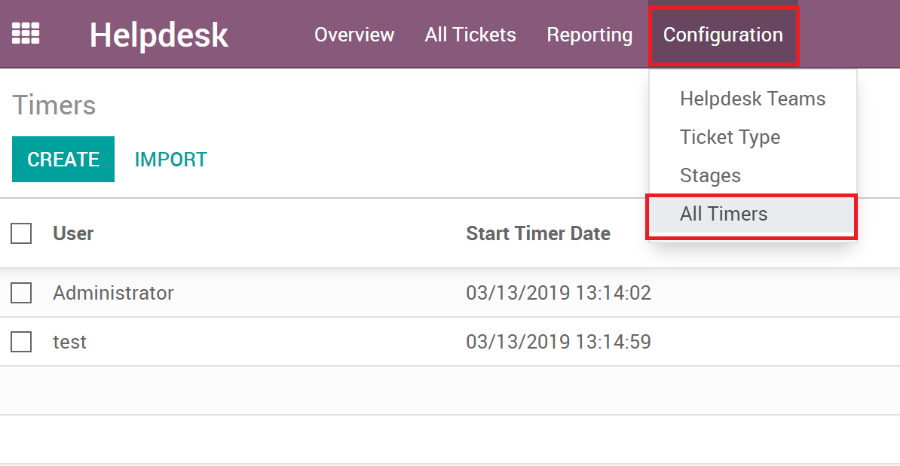 Helpdesk Overview All Tickets Reporting Configuration
Timers
CREATE IMPORT
Helpdesk Teams
Ticket Type
Stages
All Timers
User Start Timer Date
Administrator 03/13/2019 13:14:02
test 03/13/2019 13:14:59